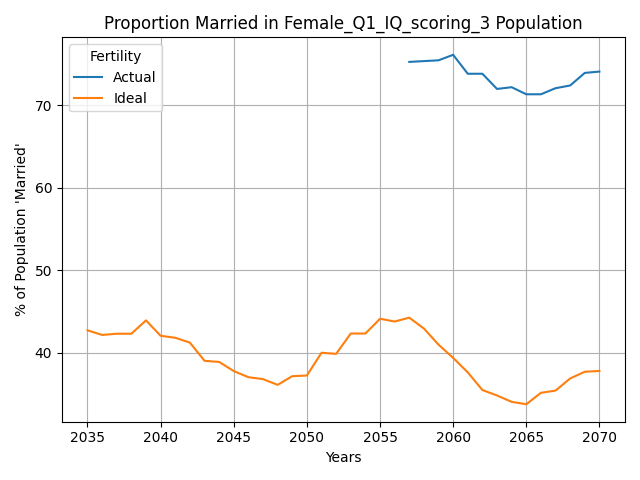 Proportion Married in Female_Q1_IQ_scoring_3 Population
Fertility
Actual
Ideal
% of Population 'Married'
70
60
50
40
2035 2040 2045 2050 2055 2060 2065 2070
Years